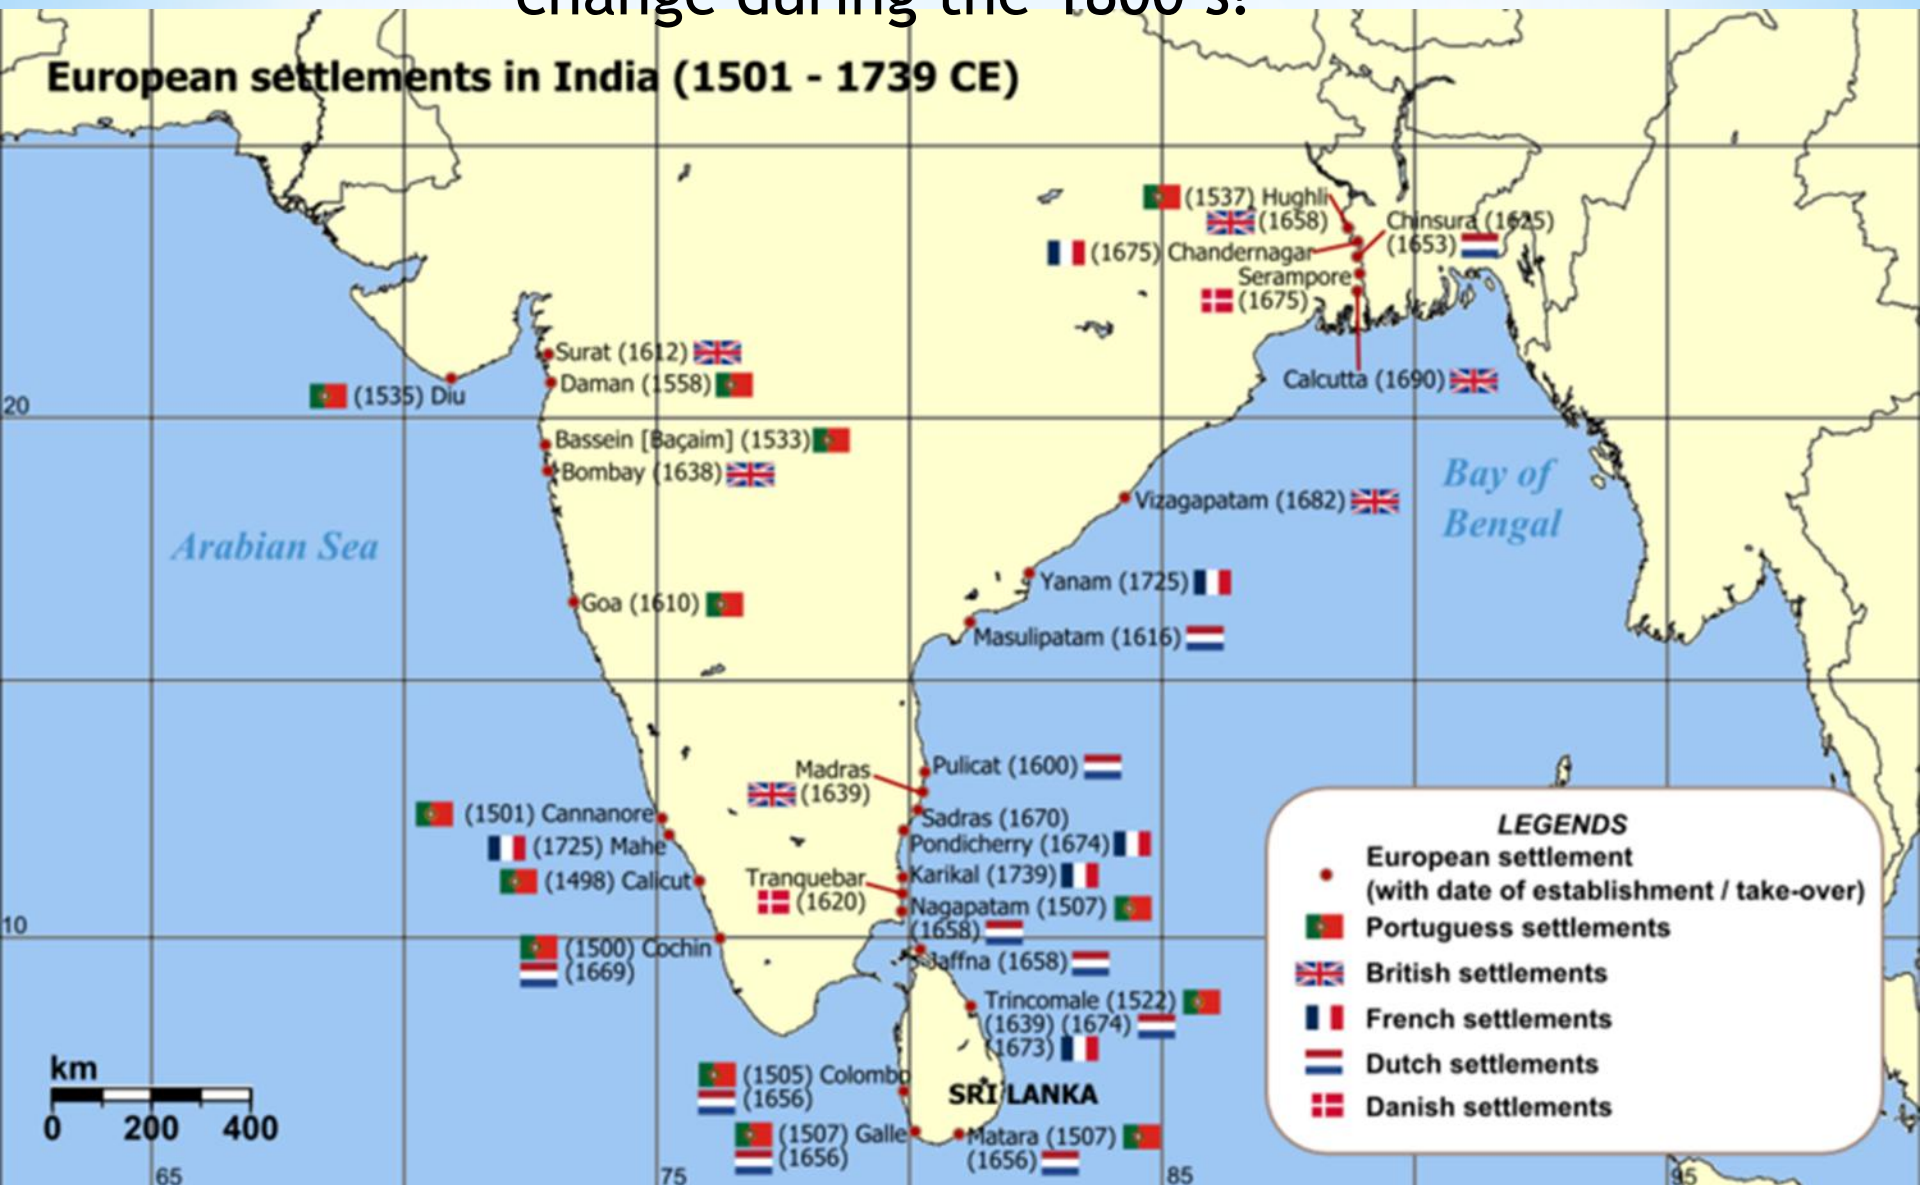 change during the 1800's?
European settlements in India (1501 - 1739 CE)
(1537) Hughli
(1658)
Chinsura (1625)
(1653)
(1675) Chandernagar
Serampore
(1675)
Calcutta (1690)
Surat (1612)
Daman (1558)
(1535) Diu
20
Bassein [Baçaim] (1533)
Bombay (1638)
Bay of
Bengal
Vizagapatam (1682)
Arabian Sea
Yanam (1725)
Goa (1610)
Masulipatam (1616)
Madras
(1639)
Pulicat (1600)
(1501) Cannanore
Sadras (1670)
(1725) Mahe
Pondicherry (1674)
(1498) Calicut
Tranquebar
(1620)
Karikal (1739)
Nagapatam (1507)
(1658)
10
(1500) Cochin
(1669)
Jaffna (1658)
Trincomale (1522)
(1639) (1674)
(1673)
(1505) Colombo
(1656)
SRI LANKA
(1507) Galle
(1656)
Matara (1507)
(1656)
km
0 200 400
65 75 85 95
LEGENDS
European settlement
(with date of establishment / take-over)
Portuguess settlements
British settlements
French settlements
Dutch settlements
Danish settlements